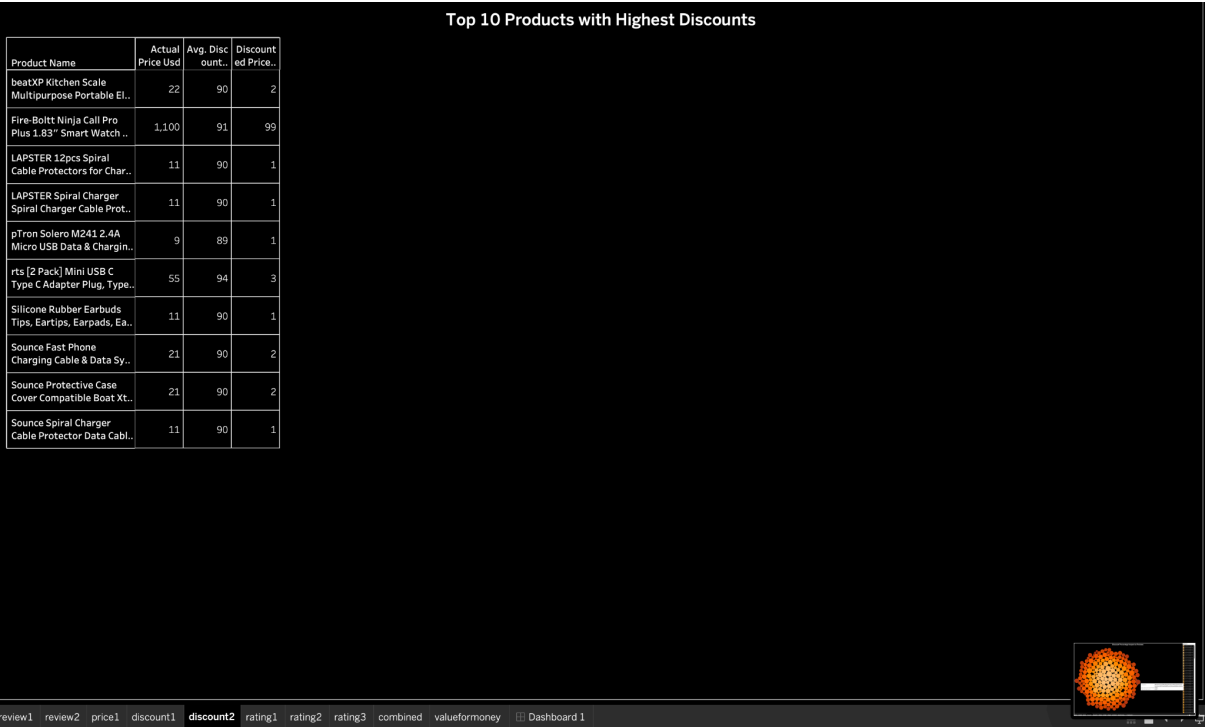 Top 10 Products with Highest Discounts
Product Name Actual Price Usd Avg. Disc ount.. Discount ed Price..
beatXP Kitchen Scale
Multipurpose Portable El.. 22 90 2
Fire-Boltt Ninja Call Pro
Plus 1.83" Smart Watch .. 1,100 91 99
LAPSTER 12pcs Spiral
Cable Protectors for Char.. 11 90 1
LAPSTER Spiral Charger
Spiral Charger Cable Prot.. 11 90 1
pTron Solero M241 2.4A
Micro USB Data & Chargin.. 9 89 1
rts [2 Pack] Mini USB C
Type C Adapter Plug, Type.. 55 94 3
Silicone Rubber Earbuds
Tips, Eartips, Earpads, Ea.. 11 90 1
Sounce Fast Phone
Charging Cable & Data Sy.. 21 90 2
Sounce Protective Case
Cover Compatible Boat Xt.. 21 90 2
Sounce Spiral Charger
Cable Protector Data Cabl.. 11 90 1
eview1 review2 price1 discount1 discount2 rating1 rating2 rating3 combined valueformoney Dashboard 1